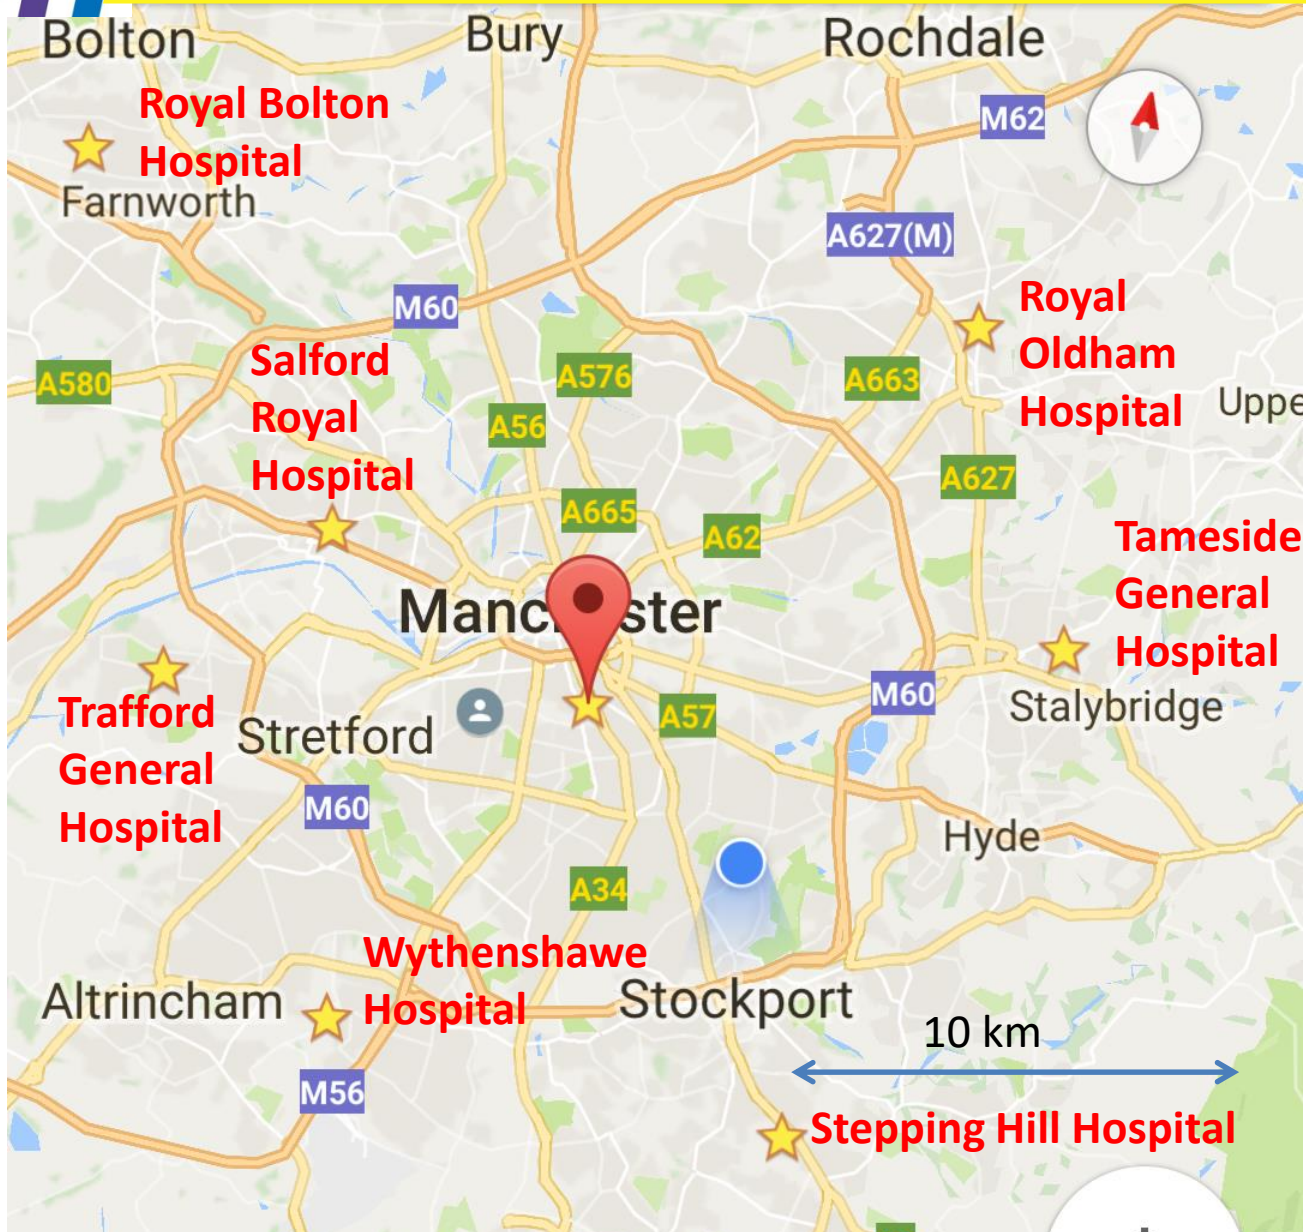 Bolton
Bury
Rochdale
Royal Bolton
Hospital
M62
Farnworth
A627(M)
M60
Royal
Oldham
Hospital
Salford
Royal
Hospital
A580
A576
A663
Uppe
A56
A627
A665
A62
Tameside
General
Hospital
Manc ster
M60
Stalybridge
Trafford
General
Hospital
Stretford
A57
M60
Hyde
A34
Wythenshawe
Hospital
Altrincham
Stockport
10 km
M56
Stepping Hill Hospital